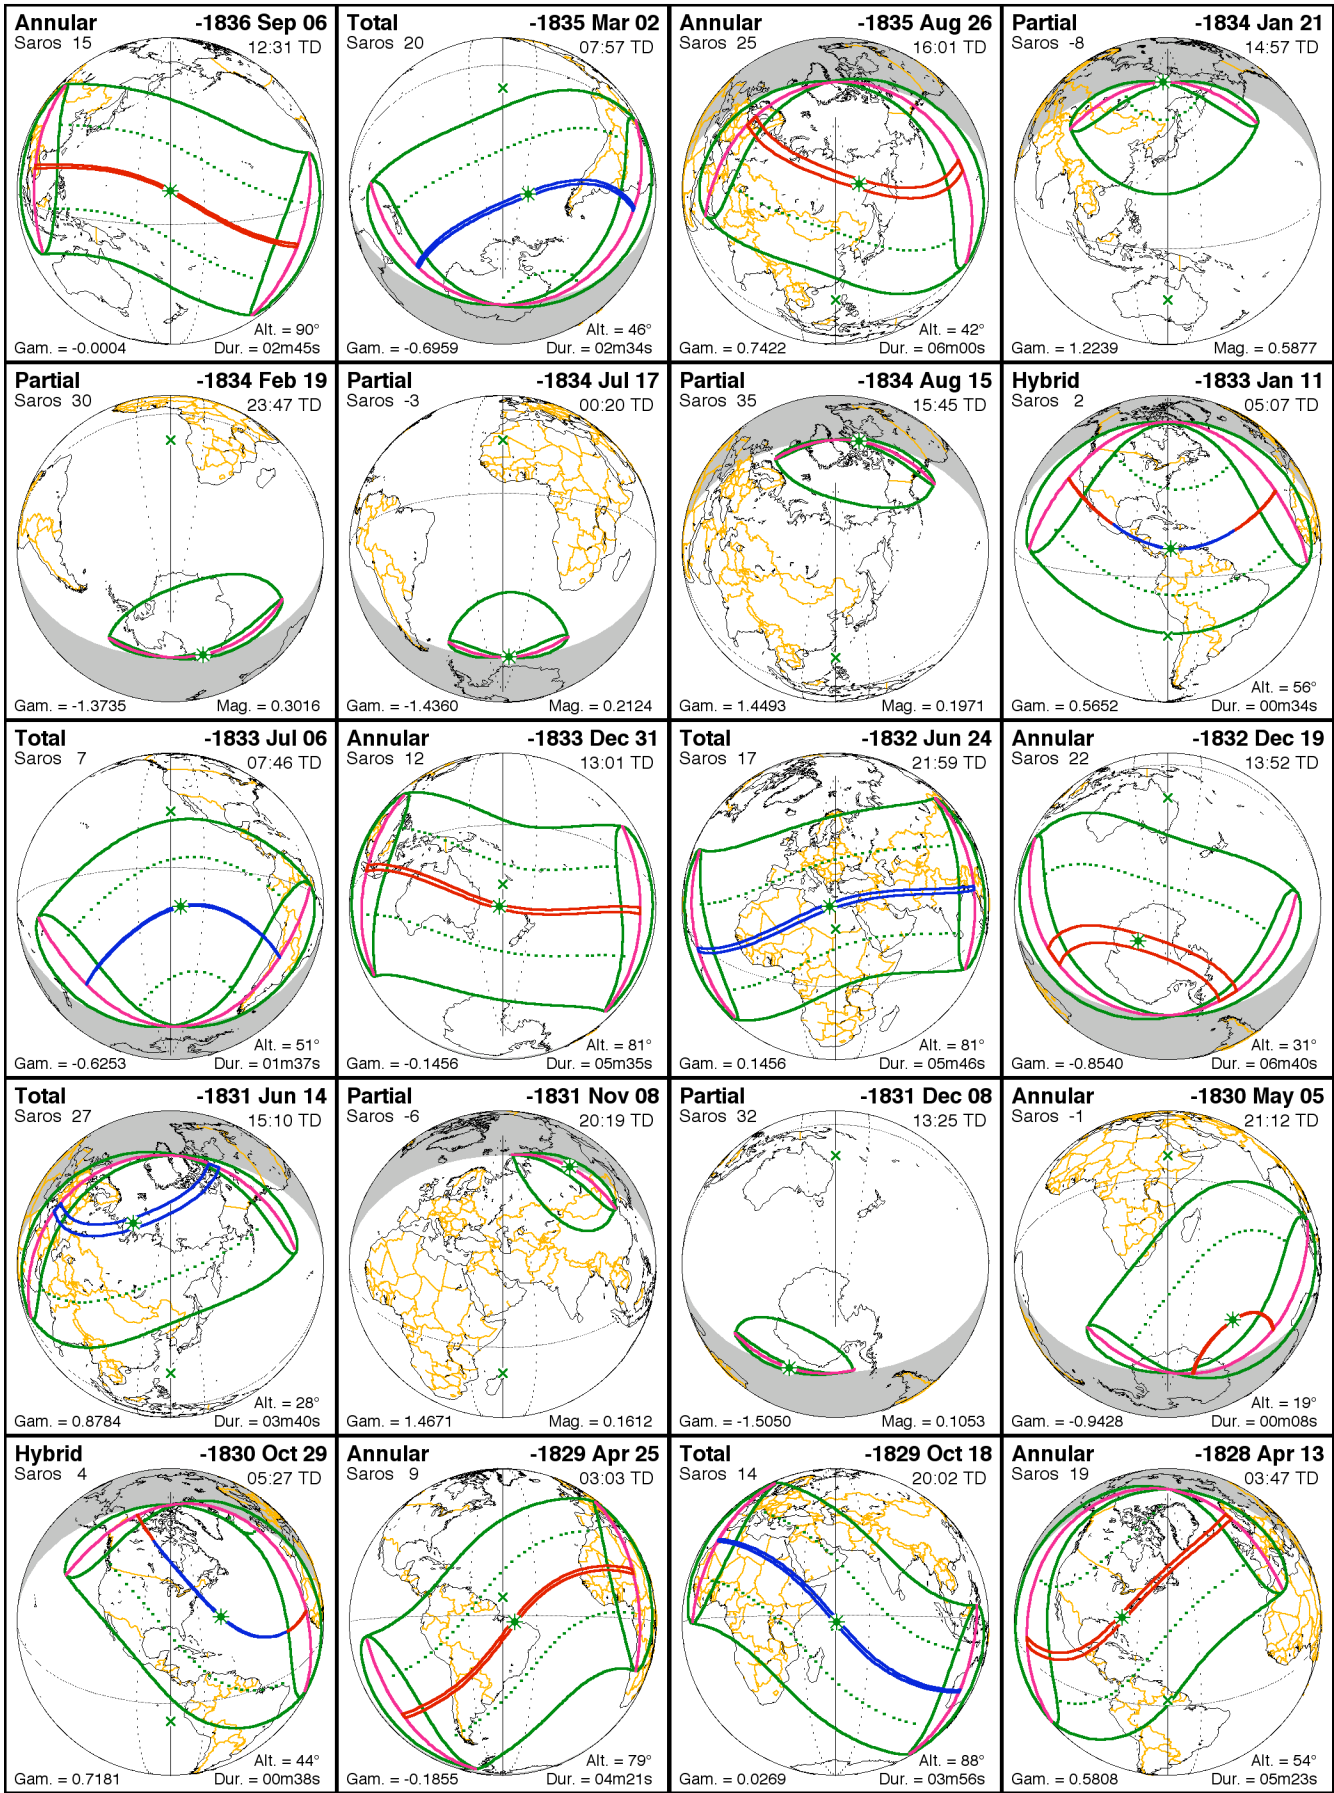 Annular -1836 Sep 06
Saros 15 12:31 TD
Alt. = 90°
Gam. = -0.0004 Dur. = 02m45s
Total -1835 Mar 02
Saros 20 07:57 TD
Alt. = 46°
Gam. = -0.6959 Dur. = 02m34s
Annular -1835 Aug 26
Saros 25 16:01 TD
Alt. = 42°
Gam. = 0.7422 Dur. = 06m00s
Partial -1834 Jan 21
Saros -8 14:57 TD
Gam. = 1.2239 Mag. = 0.5877
Partial -1834 Feb 19
Saros 30 23:47 TD
Gam. = -1.3735 Mag. = 0.3016
Partial -1834 Jul 17
Saros -3 00:20 TD
Gam. = -1.4360 Mag. = 0.2124
Partial -1834 Aug 15
Saros 35 15:45 TD
Gam. = 1.4493 Mag. = 0.1971
Hybrid -1833 Jan 11
Saros 2 05:07 TD
Alt. = 56°
Gam. = 0.5652 Dur. = 00m34s
Total -1833 Jul 06
Saros 7 07:46 TD
Alt. = 51°
Gam. = -0.6253 Dur. = 01m37s
Annular -1833 Dec 31
Saros 12 13:01 TD
Alt. = 81°
Gam. = -0.1456 Dur. = 05m35s
Total -1832 Jun 24
Saros 17 21:59 TD
Alt. = 81°
Gam. = 0.1456 Dur. = 05m46s
Annular -1832 Dec 19
Saros 22 13:52 TD
Alt. = 31°
Gam. = -0.8540 Dur. = 06m40s
Total -1831 Jun 14
Saros 27 15:10 TD
Alt. = 28°
Gam. = 0.8784 Dur. = 03m40s
Partial -1831 Nov 08
Saros -6 20:19 TD
Gam. = 1.4671 Mag. = 0.1612
Partial -1831 Dec 08
Saros 32 13:25 TD
Gam. = -1.5050 Mag. = 0.1053
Annular -1830 May 05
Saros -1 21:12 TD
Alt. = 19°
Gam. = -0.9428 Dur. = 00m08s
Hybrid -1830 Oct 29
Saros 4 05:27 TD
Alt. = 44°
Gam. = 0.7181 Dur. = 00m38s
Annular -1829 Apr 25
Saros 9 03:03 TD
Alt. = 79°
Gam. = -0.1855 Dur. = 04m21s
Total -1829 Oct 18
Saros 14 20:02 TD
Alt. = 88°
Gam. = 0.0269 Dur. = 03m56s
Annular -1828 Apr 13
Saros 19 03:47 TD
Alt. = 54°
Gam. = 0.5808 Dur. = 05m23s